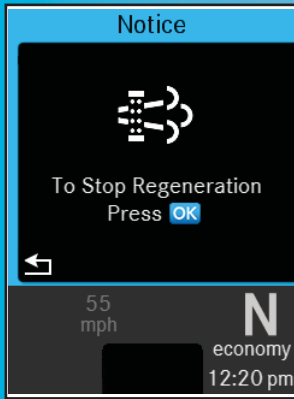 Notice
To Stop Regeneration
Press OK
55
mph
N
economy
12:20 pm